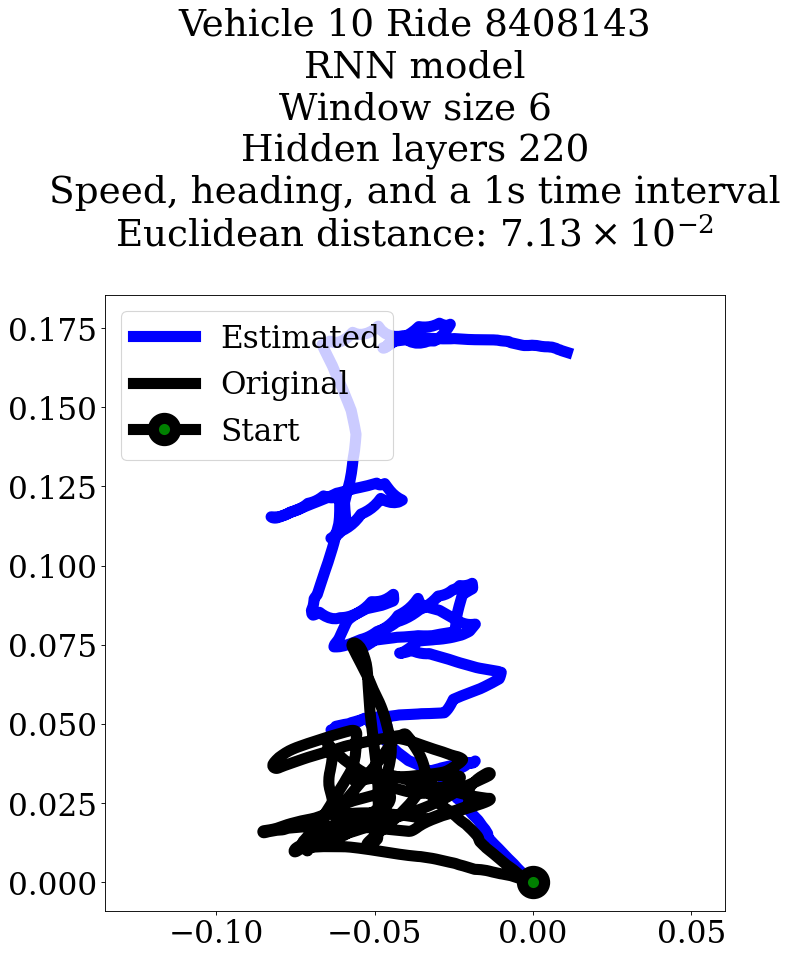 Vehicle 10 Ride 8408143
RNN model
Window size 6
Hidden layers 220
Speed, heading, and a 1s time interval
Euclidean distance: 7.13 × 10⁻²
Estimated
Original
Start
0.175
0.150
0.125
0.100
0.075
0.050
0.025
0.000
−0.10 −0.05 0.00 0.05